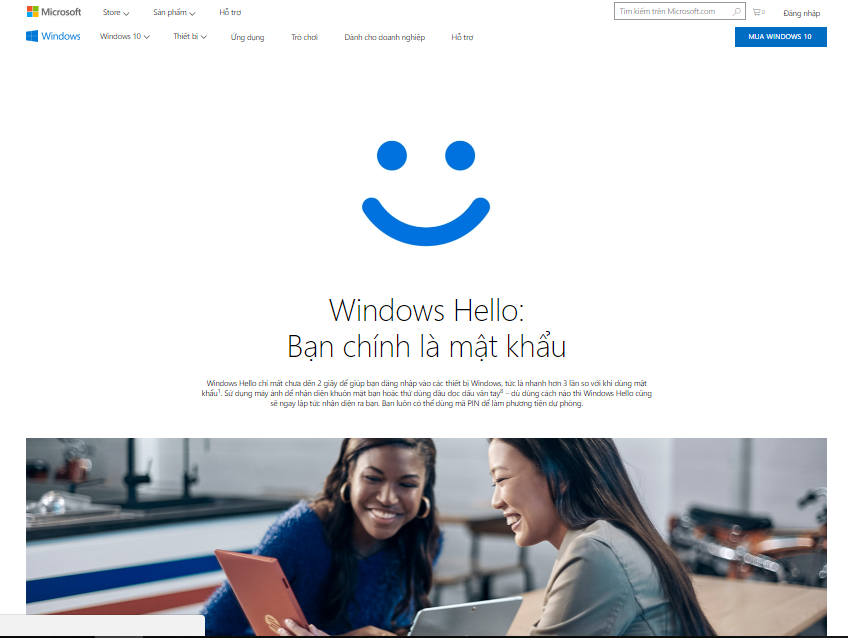 Microsoft Store Sản phẩm Hỗ trợ Tìm kiếm trên Microsoft.com 0 Đăng nhập
Windows Windows 10 Thiết bị Ứng dụng Trò chơi Dành cho doanh nghiệp Hỗ trợ MUA WINDOWS 10
Windows Hello:
Bạn chính là mật khẩu
Windows Hello chỉ mất chưa đến 2 giây để giúp bạn đăng nhập vào các thiết bị Windows, tức là nhanh hơn 3 lần so với khi dùng mật
khẩu¹. Sử dụng máy ảnh để nhận diện khuôn mặt bạn hoặc thử dùng đầu đọc dấu vân tay⁸ – dù dùng cách nào thì Windows Hello cũng
sẽ ngay lập tức nhận diện ra bạn. Bạn luôn có thể dùng mã PIN để làm phương tiện dự phòng.
hp